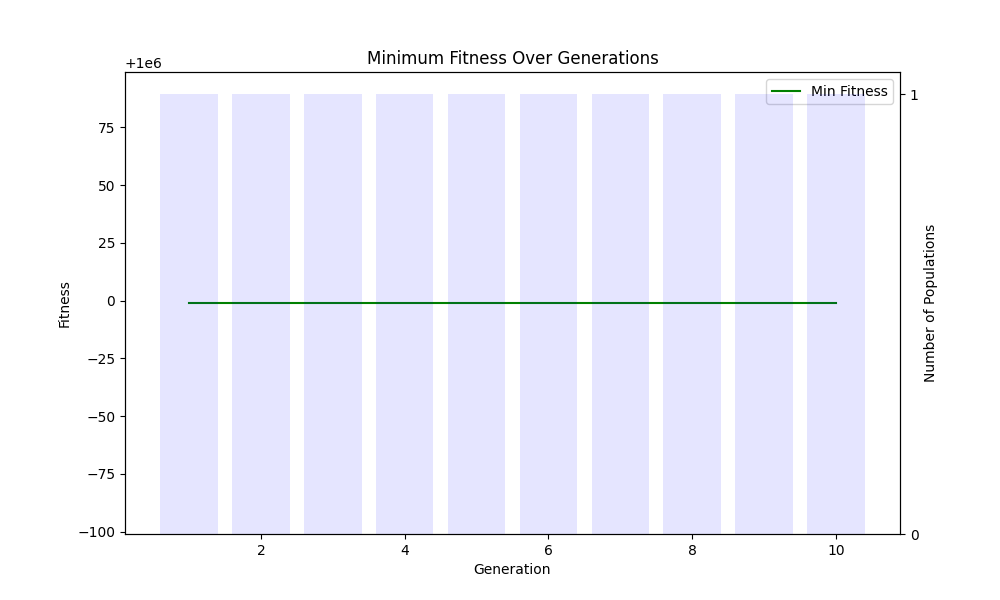 Minimum Fitness Over Generations
+1e6
Min Fitness
75
50
25
0
−25
−50
−75
−100
Fitness
1
0
Number of Populations
2 4 6 8 10
Generation